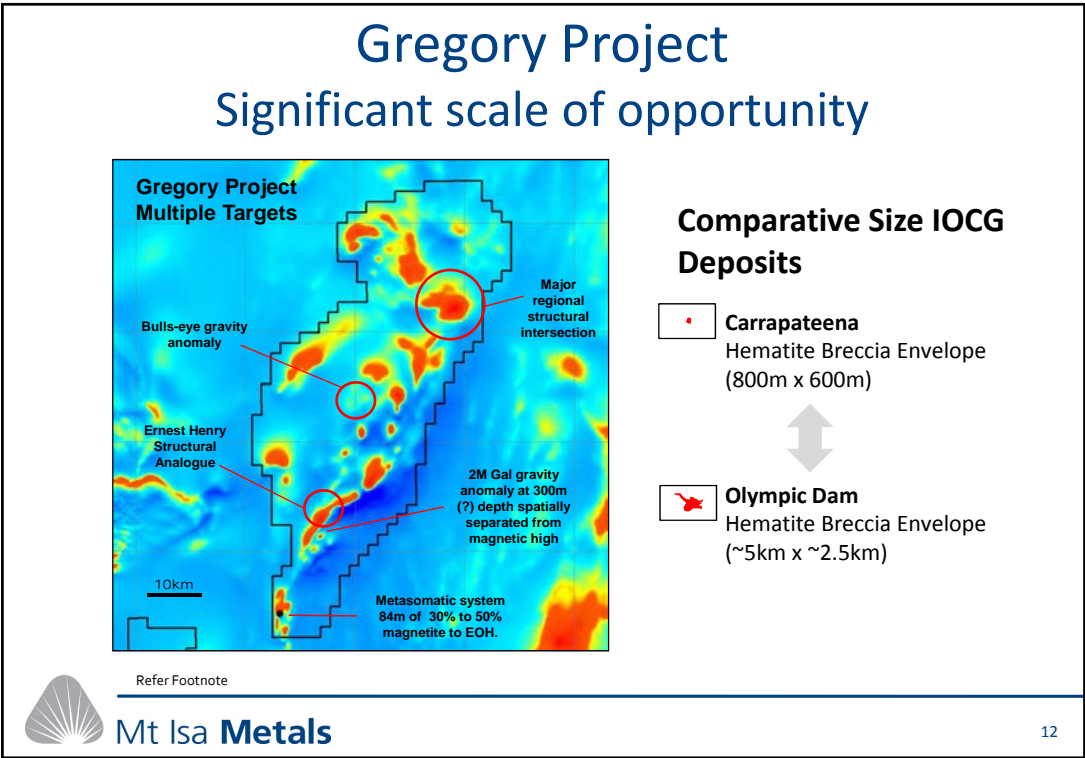 Gregory Project
Significant scale of opportunity
Gregory Project
Multiple Targets
Major
regional
structural
intersection
Bulls-eye gravity
anomaly
Ernest Henry
Structural
Analogue
2M Gal gravity
anomaly at 300m
(?) depth spatially
separated from
magnetic high
10km
Metasomatic system
84m of 30% to 50%
magnetite to EOH.
Comparative Size IOCG
Deposits
Carrapateena
Hematite Breccia Envelope
(800m x 600m)
Olympic Dam
Hematite Breccia Envelope
(~5km x ~2.5km)
Refer Footnote
Mt Isa Metals
12